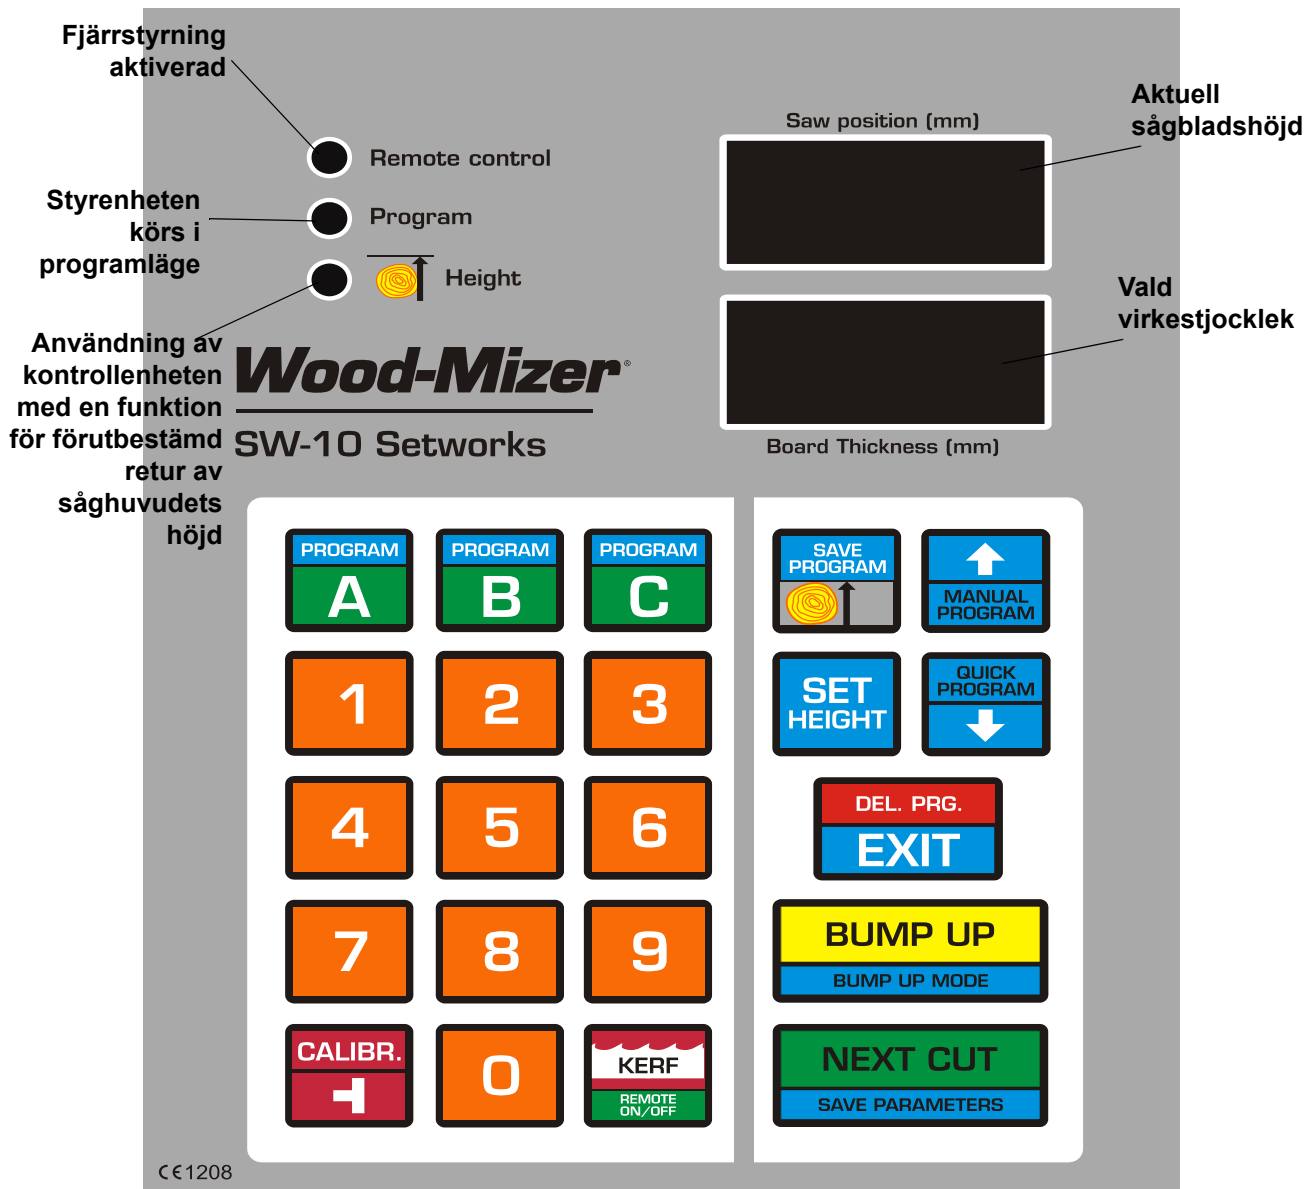 Fjärrstyrning
aktiverad
Styrenheten
körs i
programläge
Användning av
kontrollenheten
med en funktion
för förutbestämd
retur av
såghuvudets
höjd
Remote control
Program
Height
Wood-Mizer®
SW-10 Setworks
Saw position (mm)
Aktuell
sågbladshöjd
Vald
virkestjocklek
Board Thickness (mm)
PROGRAM
A
PROGRAM
B
PROGRAM
C
1
2
3
4
5
6
7
8
9
CALIBR.
0
KERF
REMOTE
ON/OFF
SAVE
PROGRAM
MANUAL
PROGRAM
SET
HEIGHT
QUICK
PROGRAM
DEL. PRG.
EXIT
BUMP UP
BUMP UP MODE
NEXT CUT
SAVE PARAMETERS
CE1208